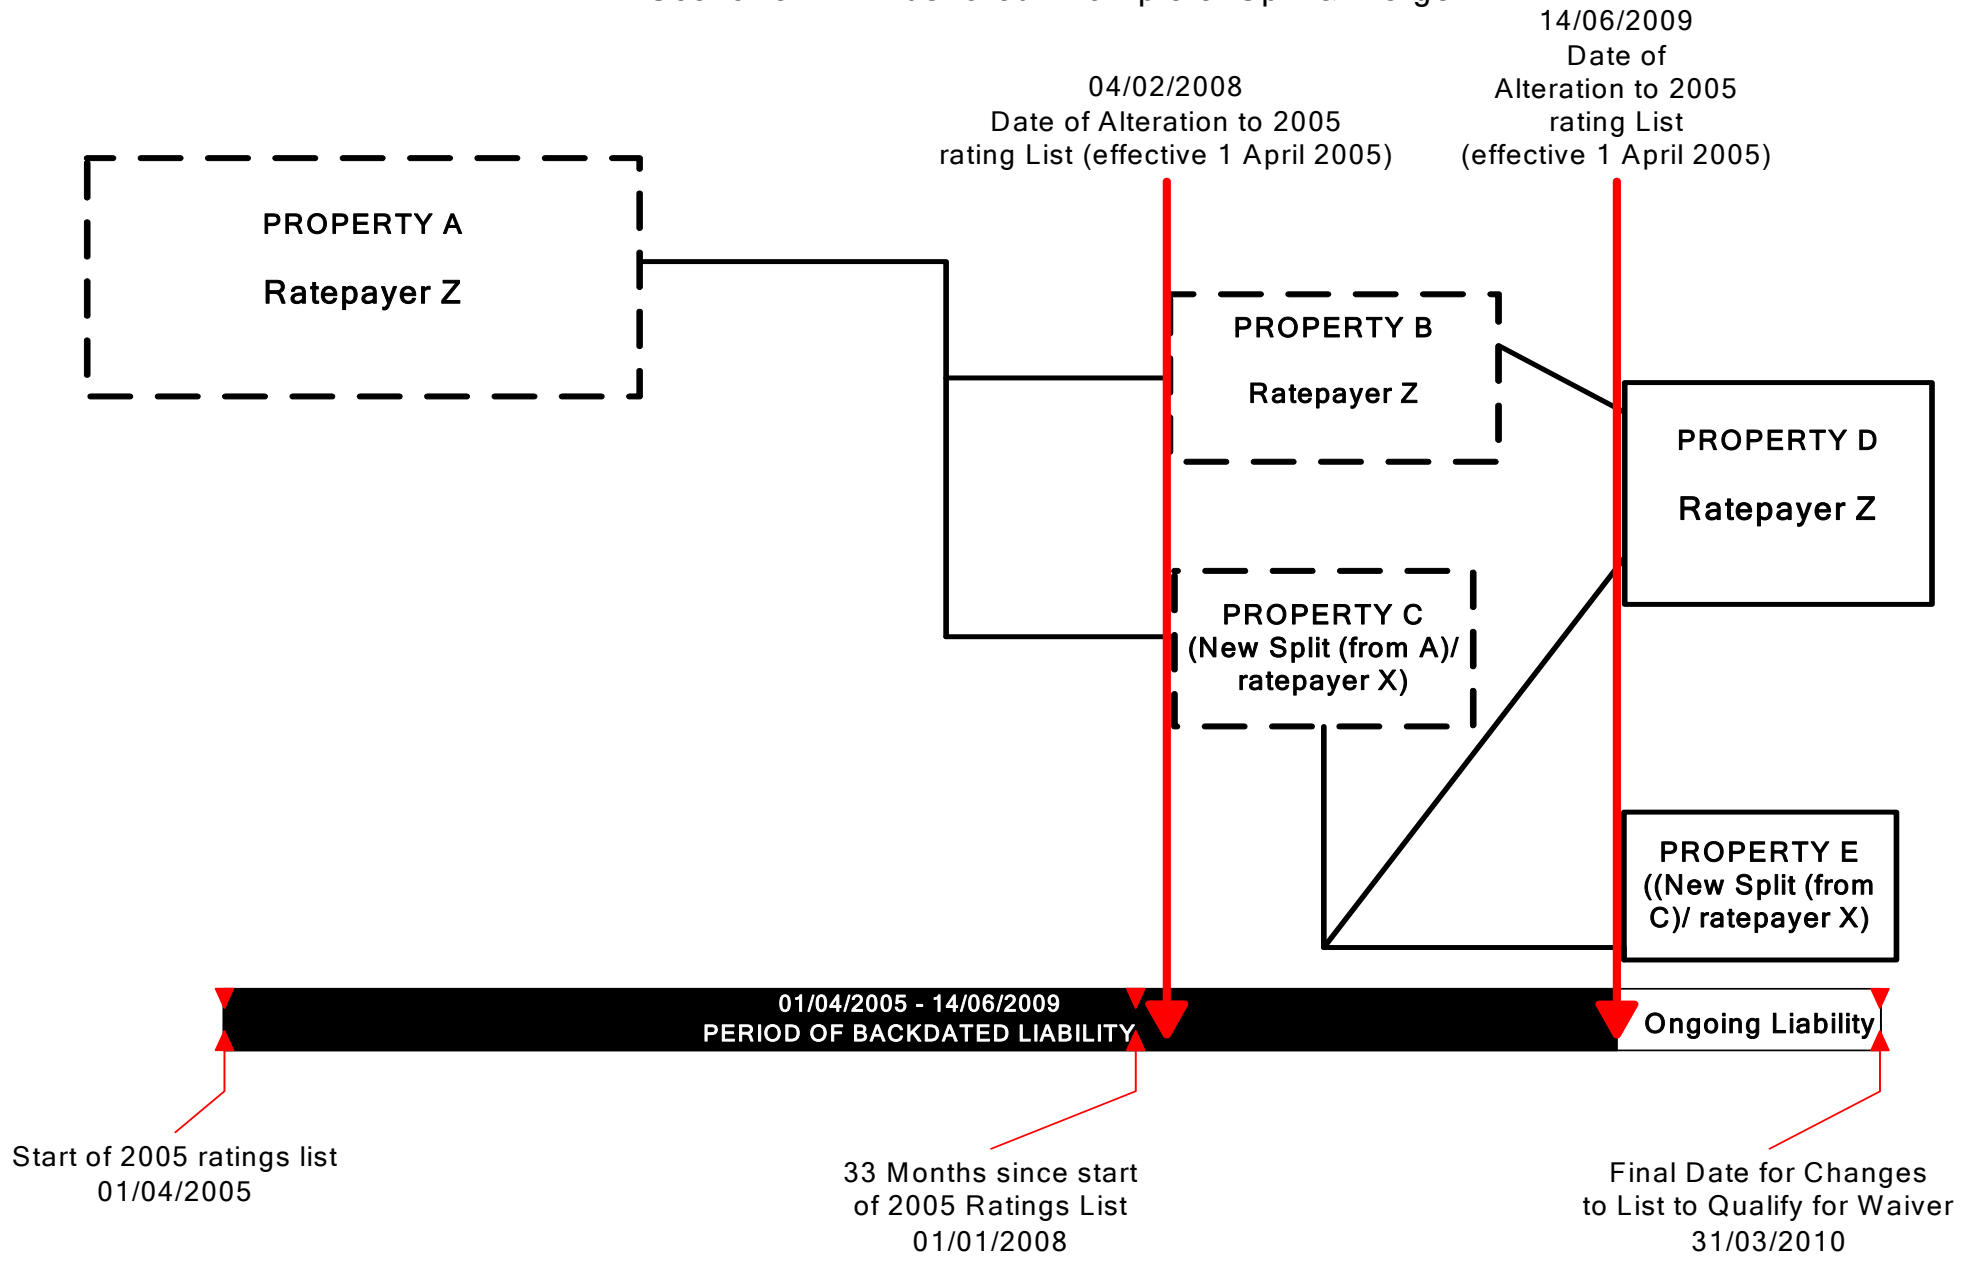 14/06/2009
Date of
Alteration to 2005
rating List
(effective 1 April 2005)
04/02/2008
Date of Alteration to 2005
rating List (effective 1 April 2005)
PROPERTY A
Ratepayer Z
PROPERTY B
Ratepayer Z
PROPERTY D
Ratepayer Z
PROPERTY C
(New Split (from A)/
ratepayer X)
PROPERTY E
((New Split (from
C)/ ratepayer X)
01/04/2005 - 14/06/2009
PERIOD OF BACKDATED LIABILITY
Ongoing Liability
Start of 2005 ratings list
01/04/2005
33 Months since start
of 2005 Ratings List
01/01/2008
Final Date for Changes
to List to Qualify for Waiver
31/03/2010